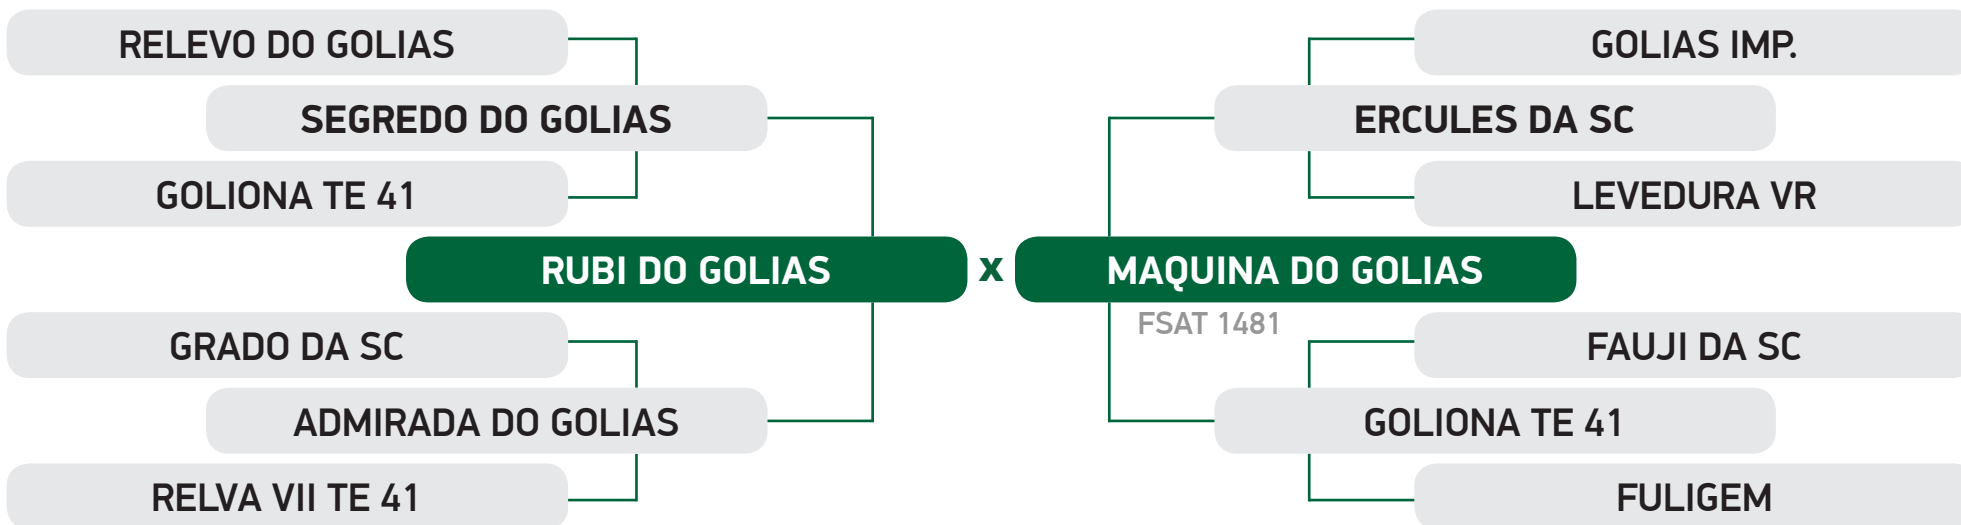 RELEVO DO GOLIAS
SEGREDO DO GOLIAS
GOLIONA TE 41
RUBI DO GOLIAS
GRADO DA SC
ADMIRADA DO GOLIAS
RELVA VII TE 41
x
GOLIAS IMP.
ERCULES DA SC
LEVEDURA VR
MAQUINA DO GOLIAS
FSAT 1481
FAUJI DA SC
GOLIONA TE 41
FULIGEM